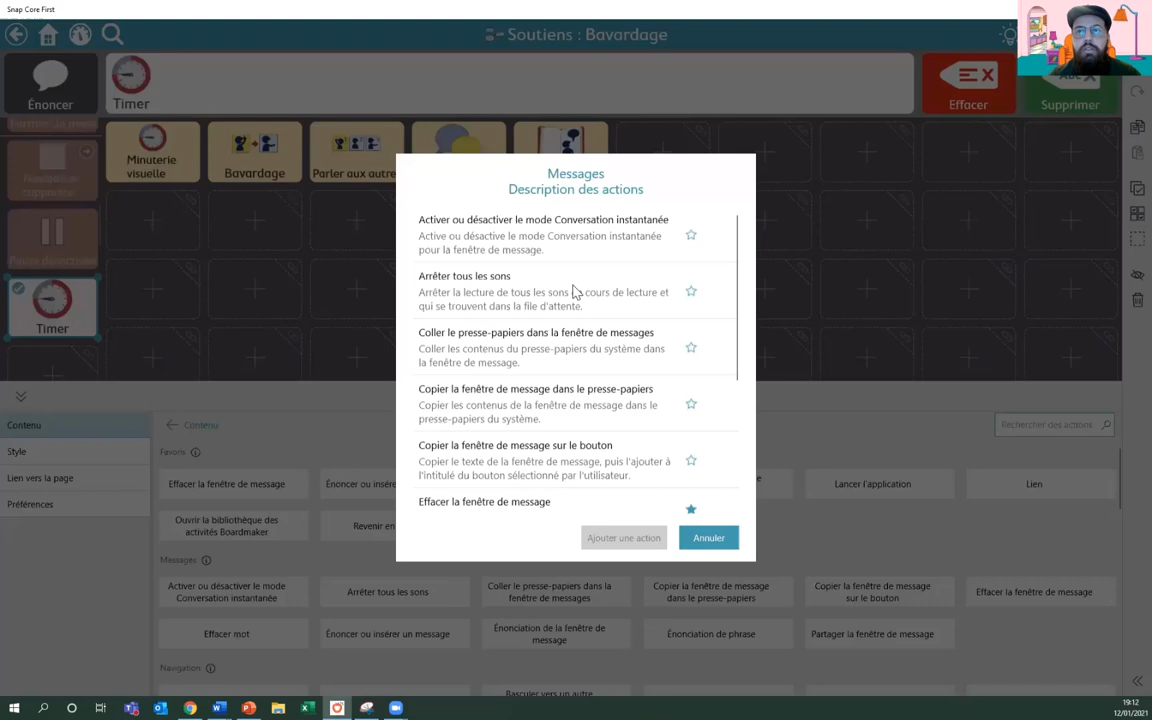 Snap Core First
Soutiens : Bavardage
Énoncer
Timer
Effacer
Supprimer
Minuterie
visuelle
Bavardage
Parler aux autre
Timer
Messages
Description des actions
Activer ou désactiver le mode Conversation instantanée
Active ou désactive le mode Conversation instantanée
pour la fenêtre de message.
Arrêter tous les sons
Arrêter la lecture de tous les sons cours de lecture et
qui se trouvent dans la file d'attente.
Coller le presse-papiers dans la fenêtre de messages
Coller les contenus du presse-papiers du système dans
la fenêtre de message.
Copier la fenêtre de message dans le presse-papiers
Copier les contenus de la fenêtre de message dans le
presse-papiers du système.
Copier la fenêtre de message sur le bouton
Copier le texte de la fenêtre de message, puis l'ajouter à
l'intitulé du bouton sélectionné par l'utilisateur.
Effacer la fenêtre de message
Ajouter une action
Annuler
Contenu
Style
Lien vers la page
Préférences
Contenu
Rechercher des actions
Favoris
Effacer la fenêtre de message
Énoncer ou insére
Lancer l'application
Lien
Ouvrir la bibliothèque des
activités Boardmaker
Revenir en
Messages
Activer ou désactiver le mode
Conversation instantanée
Arrêter tous les sons
Coller le presse-papiers dans la
fenêtre de messages
Copier la fenêtre de message
dans le presse-papiers
Copier la fenêtre de message
sur le bouton
Effacer la fenêtre de message
Effacer mot
Énoncer ou insérer un message
Énonciation de la fenêtre de
message
Énonciation de phrase
Partager la fenêtre de message
Navigation
Basculer vers un autre
19:12
12/01/2021